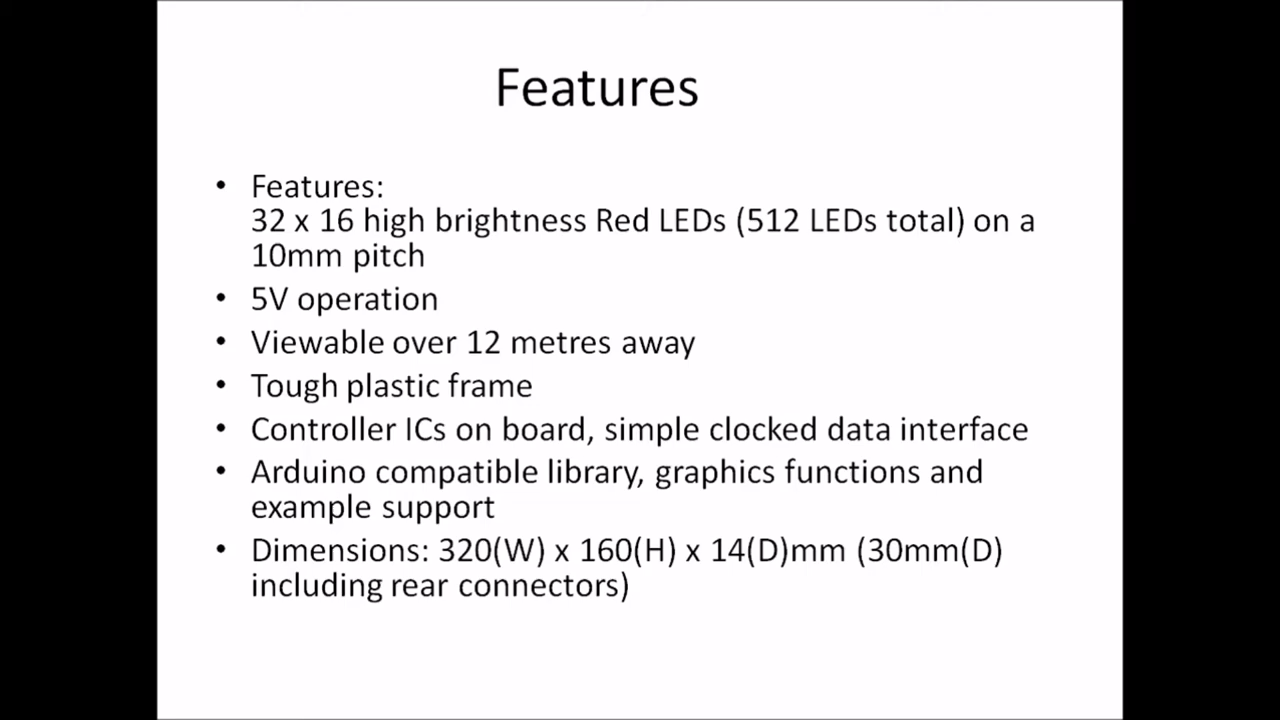 Features
• Features:
32 x 16 high brightness Red LEDs (512 LEDs total) on a
10mm pitch
• 5V operation
• Viewable over 12 metres away
• Tough plastic frame
• Controller ICs on board, simple clocked data interface
• Arduino compatible library, graphics functions and
example support
• Dimensions: 320(W) x 160(H) x 14(D)mm (30mm(D)
including rear connectors)